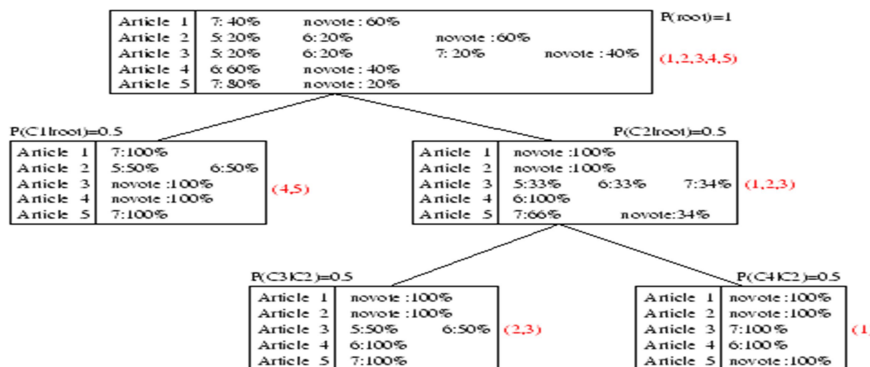 P(root)=1
Article 1 7:40% novote:60%
Article 2 5:20% 6:20% novote:60%
Article 3 5:20% 6:20% 7:20% novote:40%
Article 4 6:60% novote:40%
Article 5 7:80% novote:20%
(1,2,3,4,5)
P(C1|root)=0.5
Article 1 7:100%
Article 2 5:50% 6:50%
Article 3 novote:100%
Article 4 novote:100%
Article 5 7:100%
(4,5)
P(C2|root)=0.5
Article 1 novote:100%
Article 2 novote:100%
Article 3 5:33% 6:33% 7:34%
Article 4 6:100%
Article 5 7:66% novote:34%
(1,2,3)
P(C3|C2)=0.5
Article 1 novote:100%
Article 2 novote:100%
Article 3 5:50% 6:50%
Article 4 6:100%
Article 5 7:100%
(2,3)
P(C4|C2)=0.5
Article 1 novote:100%
Article 2 novote:100%
Article 3 7:100%
Article 4 6:100%
Article 5 novote:100%
(1